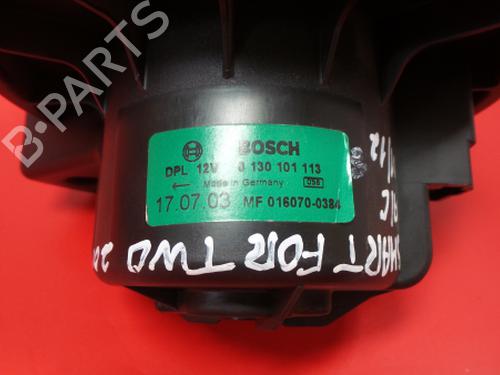 BOSCH
DPL 12V 0 130 101 113
Made in Germany
17.07.03 MF 016070-0384
SMART FOR TWO
B-PARTS